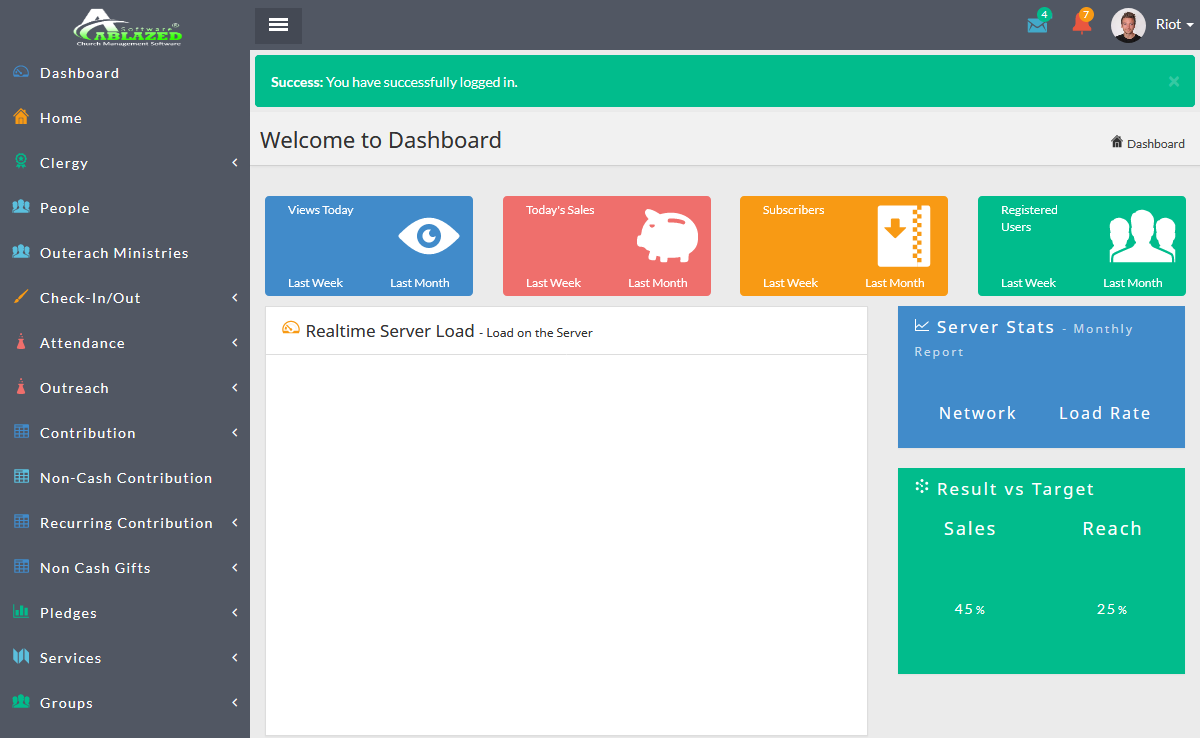 Software®
ABLAZED
Church Management Software
4
7
Riot
Dashboard
Home
Clergy
People
Outerach Ministries
Check-In/Out
Attendance
Outreach
Contribution
Non-Cash Contribution
Recurring Contribution
Non Cash Gifts
Pledges
Services
Groups
Success: You have successfully logged in.
×
Welcome to Dashboard
Dashboard
Views Today
Last Week Last Month
Today's Sales
Last Week Last Month
Subscribers
Last Week Last Month
Registered
Users
Last Week Last Month
Realtime Server Load - Load on the Server
Server Stats - Monthly
Report
Network Load Rate
Result vs Target
Sales Reach
45% 25%